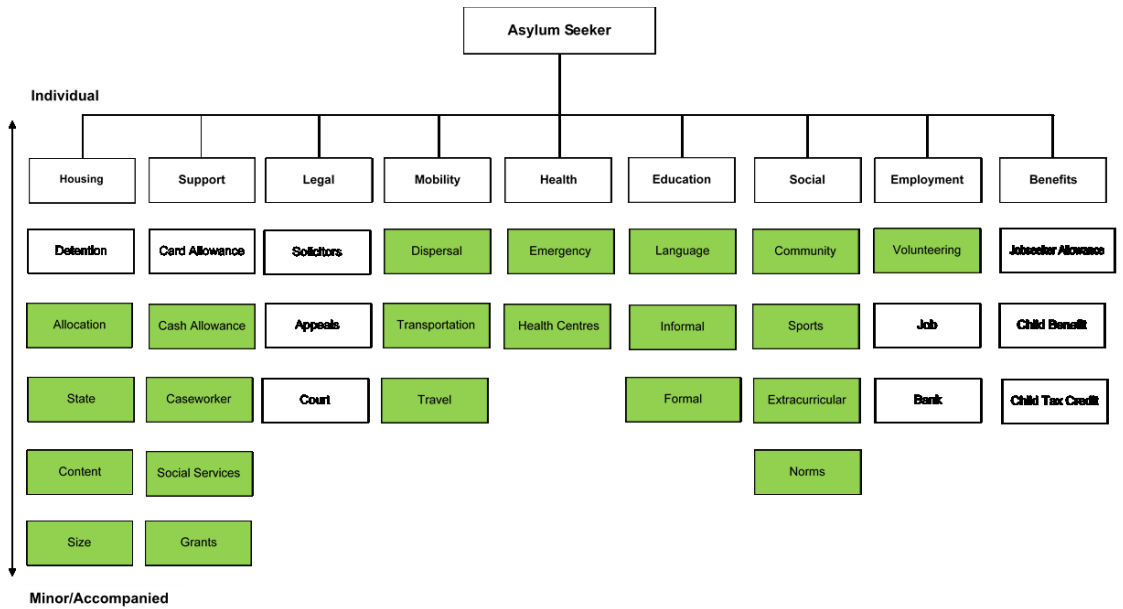 Asylum Seeker
Individual
Housing
Support
Legal
Mobility
Health
Education
Social
Employment
Benefits
Detention
Card Allowance
Solicitors
Dispersal
Emergency
Language
Community
Volunteering
Jobseeker Allowance
Allocation
Cash Allowance
Appeals
Transportation
Health Centres
Informal
Sports
Job
Child Benefit
State
Caseworker
Court
Travel
Formal
Extracurricular
Bank
Child Tax Credit
Content
Social Services
Norms
Size
Grants
Minor/Accompanied